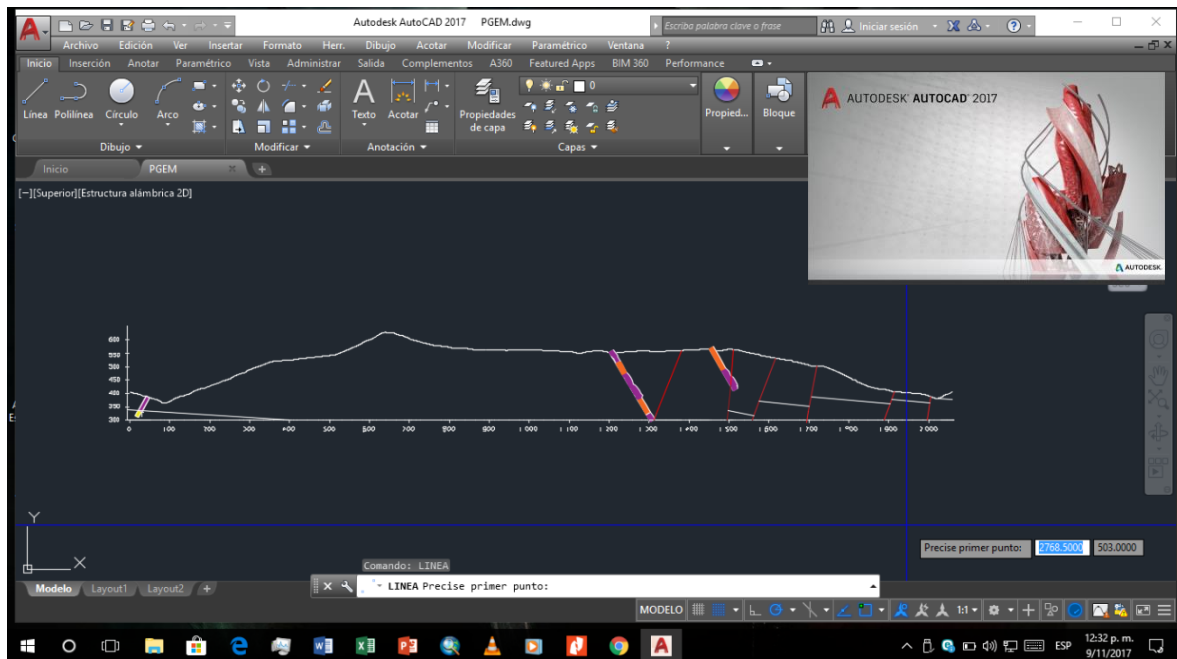 Autodesk AutoCAD 2017 PGEM.dwg
Escriba palabra clave o frase
Iniciar sesión
Archivo Edición Ver Insertar Formato Herr. Dibujo Acotar Modificar Paramétrico Ventana ?
Inicio Inserción Anotar Paramétrico Vista Administrar Salida Complementos A360 Featured Apps BIM 360 Performance
0
Línea Polilínea Círculo Arco
Texto Acotar
Propiedades de capa
Propied...
Bloque
Dibujo Modificar Anotación Capas
AUTODESK® AUTOCAD® 2017
AUTODESK.
Inicio PGEM
[−][Superior][Estructura alámbrica 2D]
600
550
500
450
400
350
300
0 100 200 300 400 500 600 700 800 900 1 000 1 100 1 200 1 300 1 400 1 500 1 600 1 700 1 800 1 900 2 000
Y
X
Precise primer punto: 2768.5000 503.0000
Comando: LINEA
LINEA Precise primer punto:
Modelo Layout1 Layout2 +
MODELO
1:1
ESP
12:32 p. m.
9/11/2017